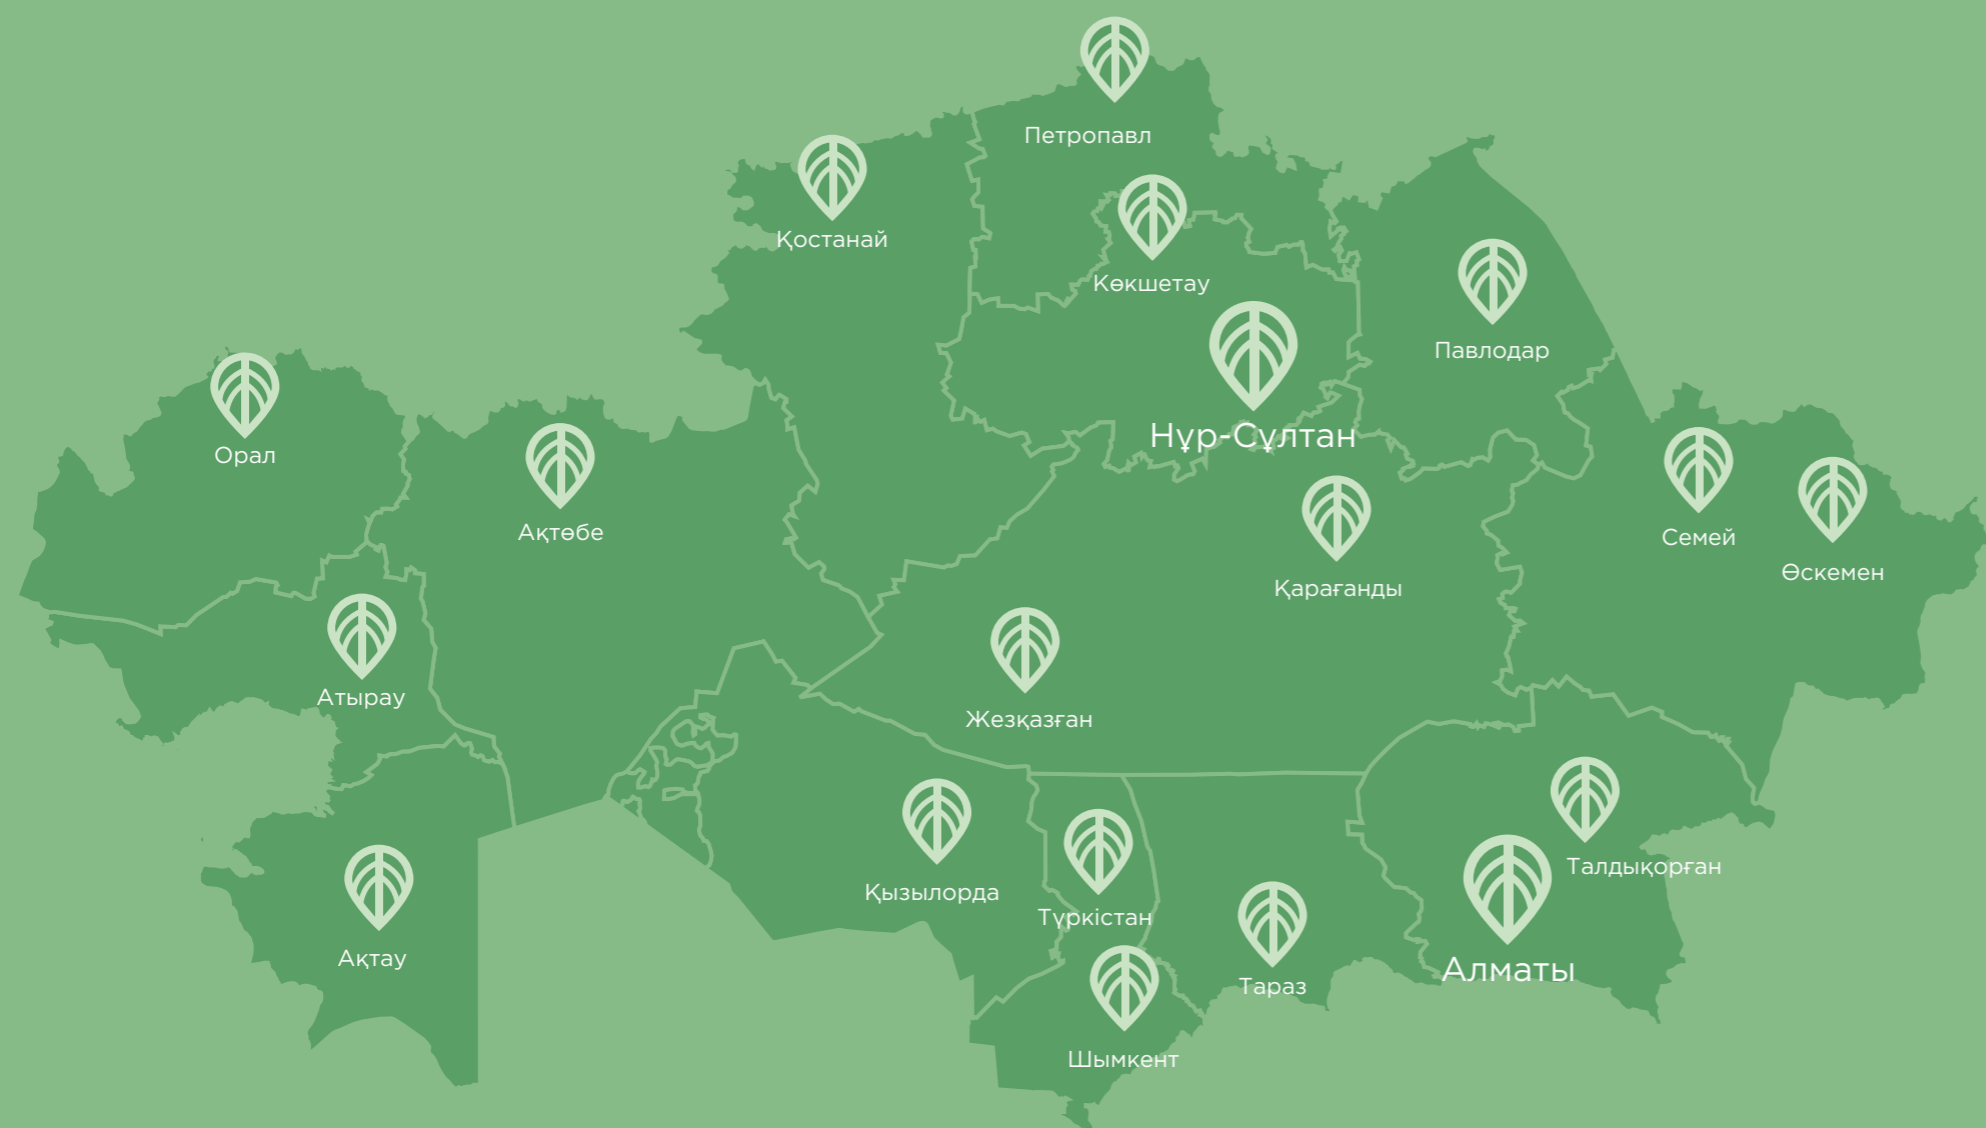 Петропавл
Қостанай
Көкшетау
Павлодар
Нұр-Сұлтан
Орал
Ақтөбе
Семей
Өскемен
Қарағанды
Атырау
Жезқазған
Талдықорған
Қызылорда
Түркістан
Ақтау
Алматы
Тараз
Шымкент